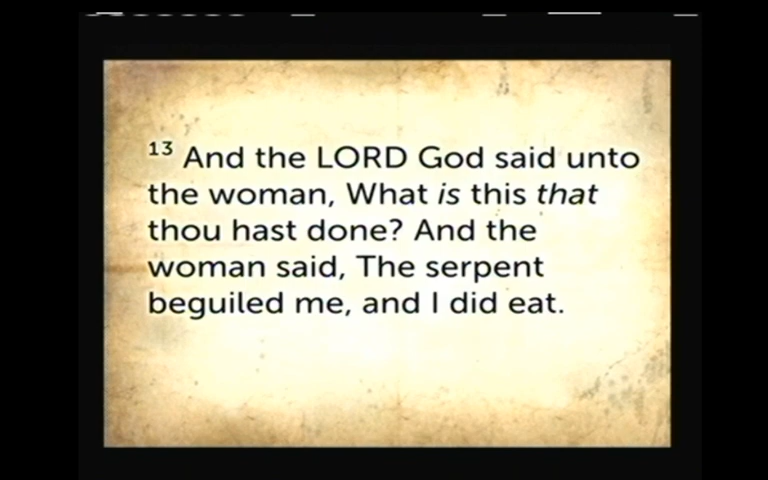 13 And the LORD God said unto
the woman, What is this that
thou hast done? And the
woman said, The serpent
beguiled me, and I did eat.